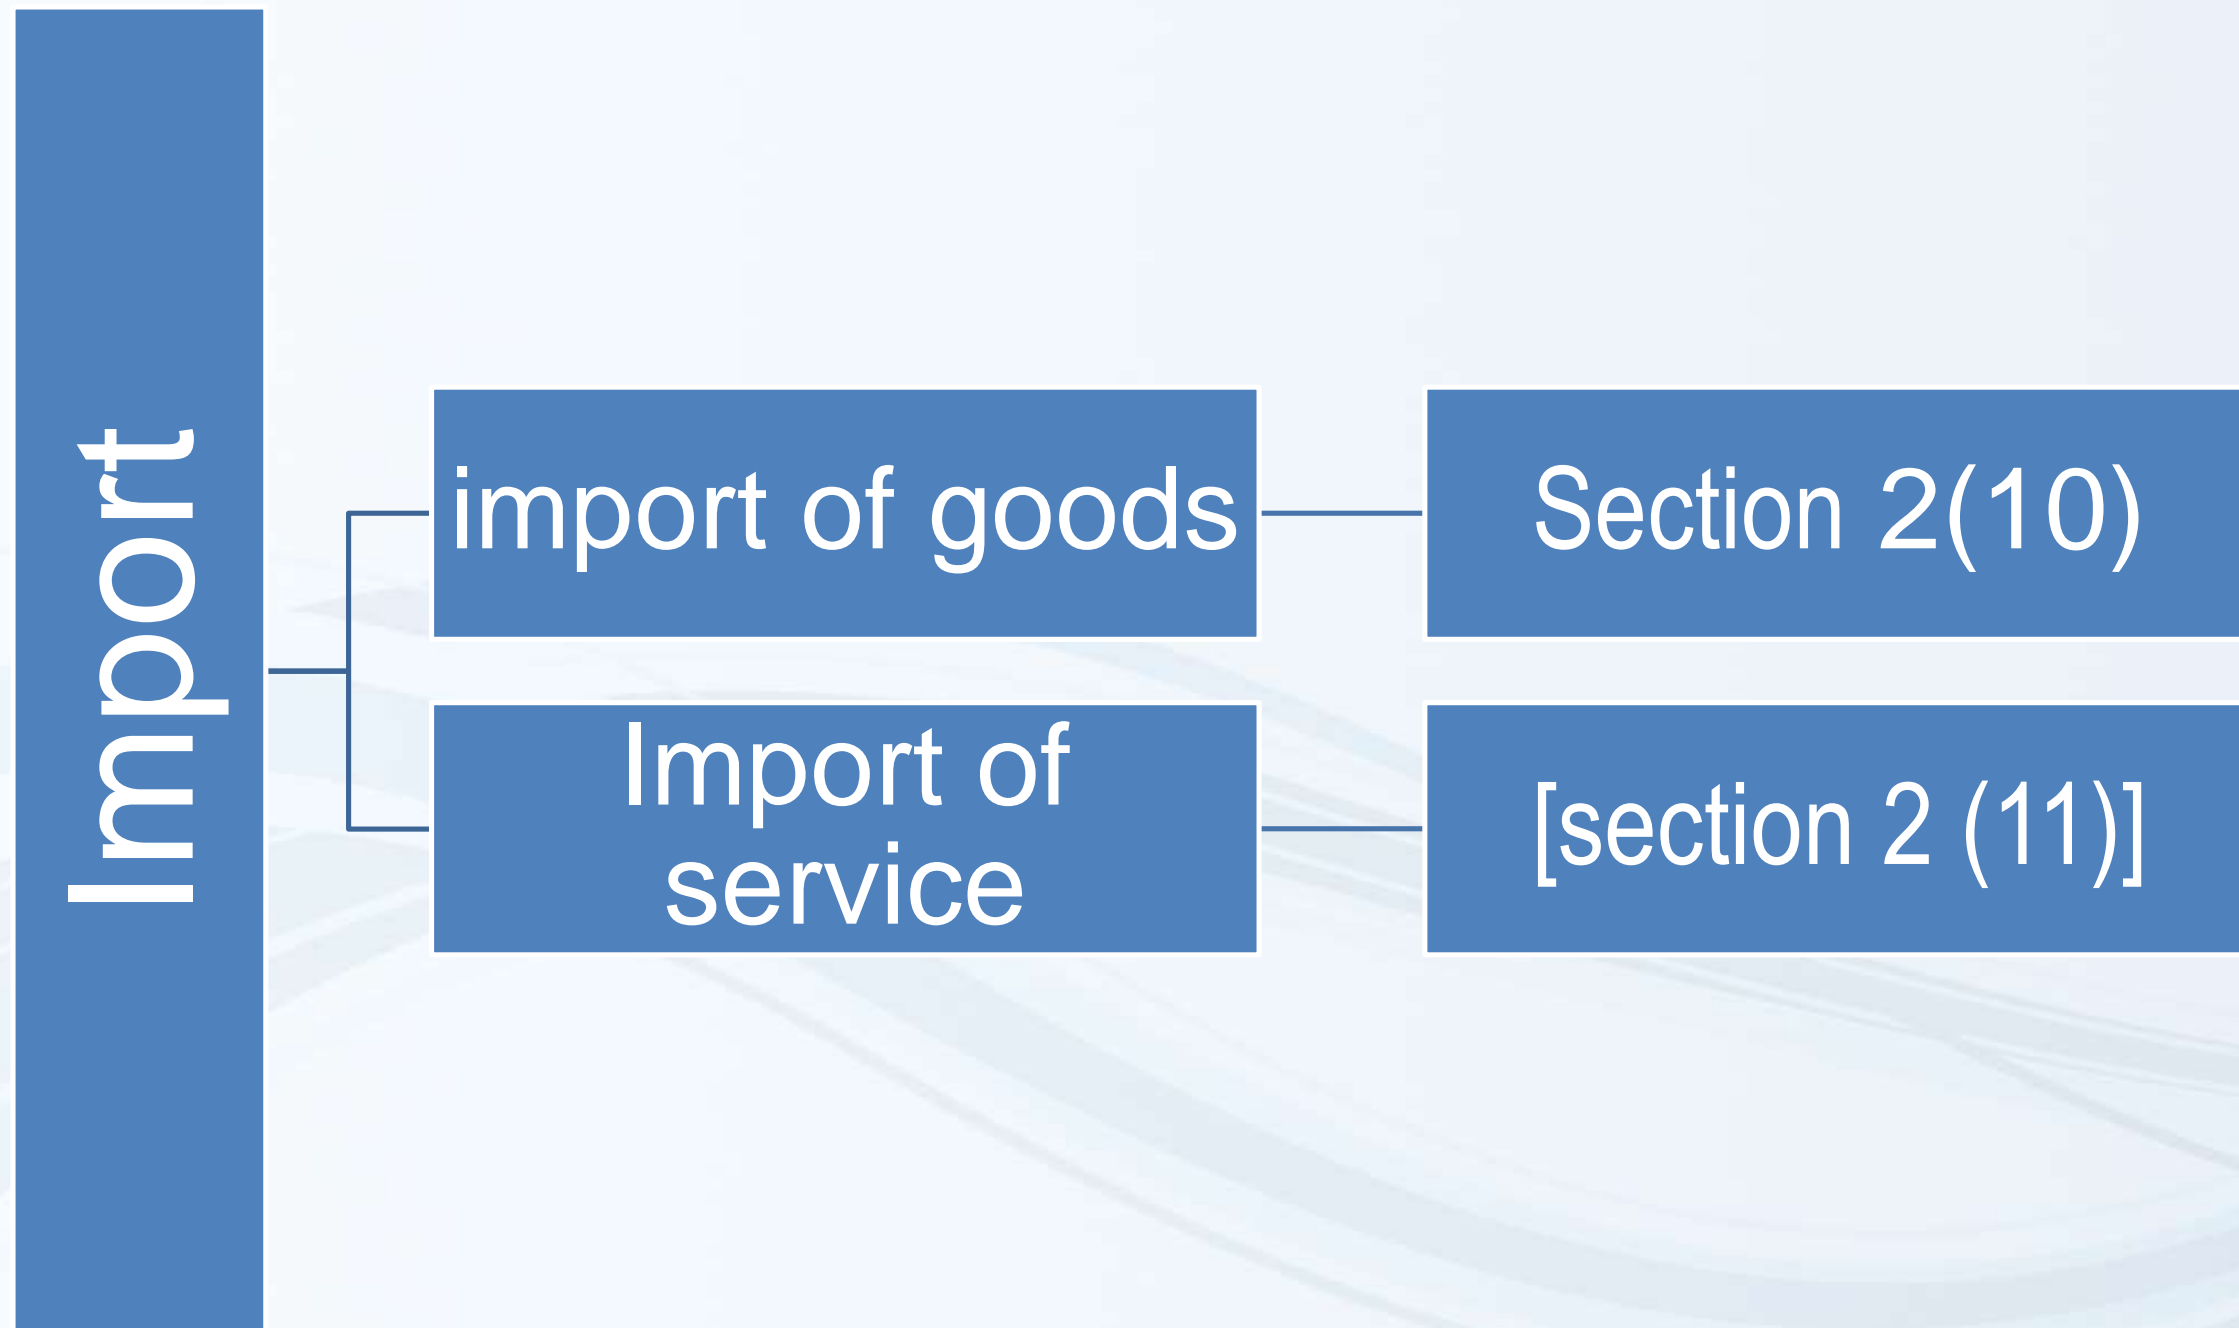 Import
import of goods
Section 2(10)
Import of
service
[section 2 (11)]